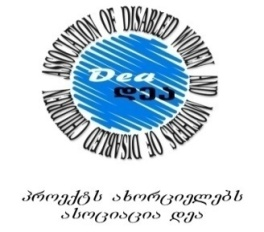 ASSOCIATION OF DISABLED WOMEN AND MOTHERS OF DISABLED CHILDREN
Dea
დეა
პროექტს ახორციელებს
ასოციაცია დეა